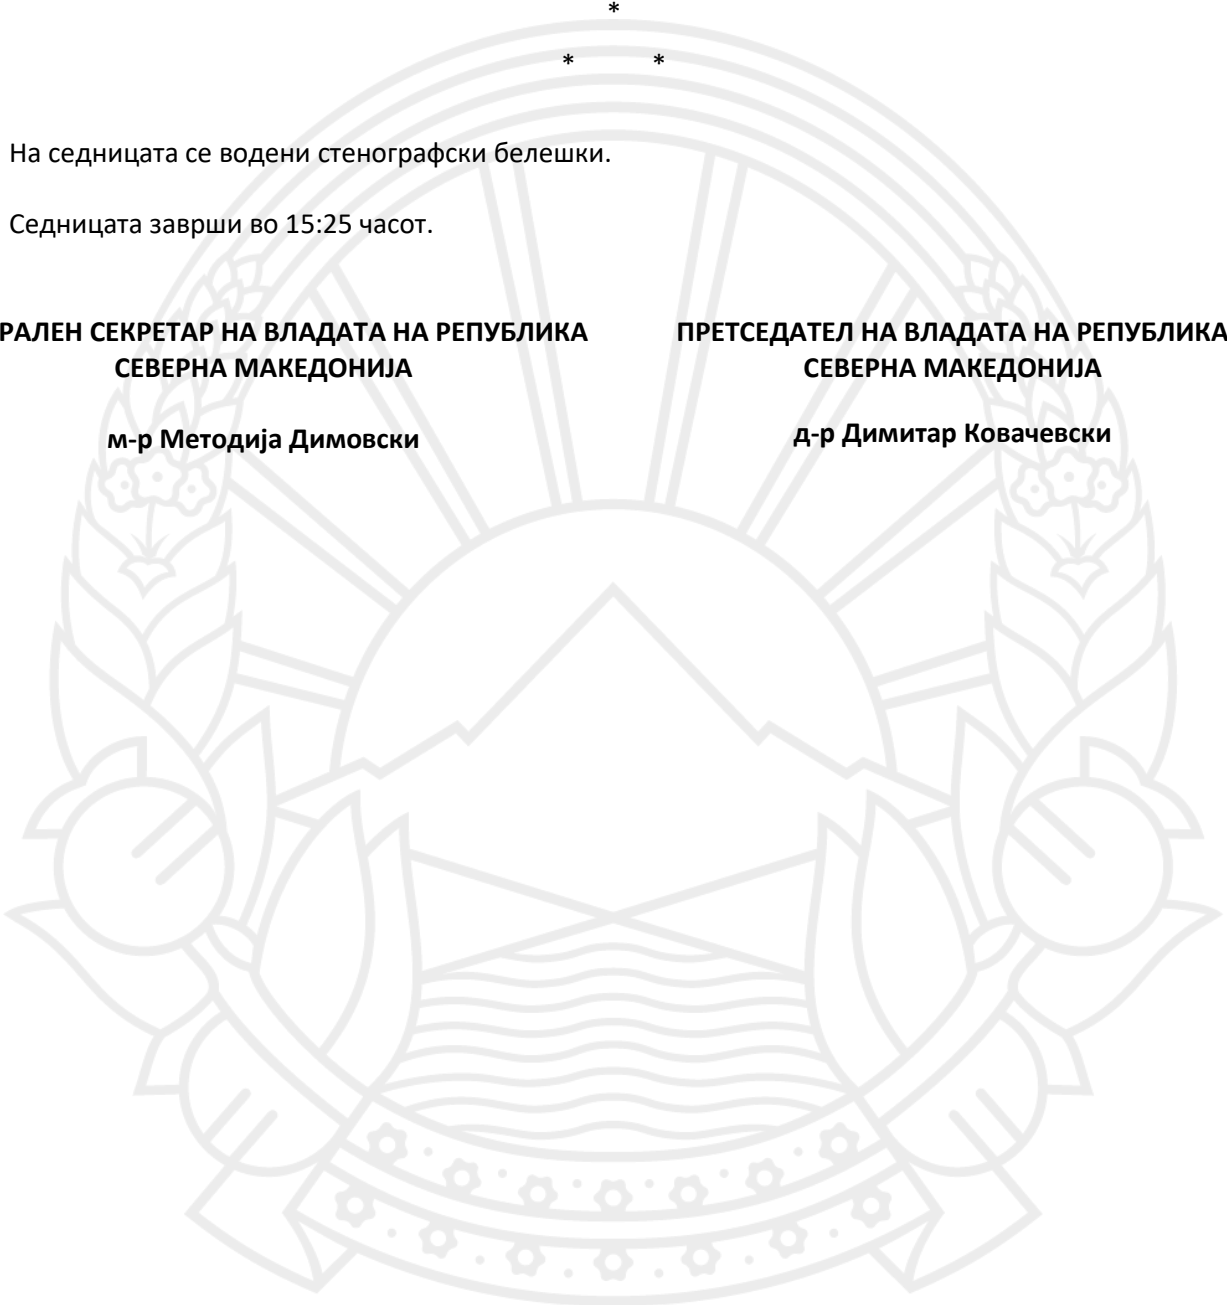 *
* *
На седницата се водени стенографски белешки.
Седницата заврши во 15:25 часот.
РАЛЕН СЕКРЕТАР НА ВЛАДАТА НА РЕПУБЛИКА
СЕВЕРНА МАКЕДОНИЈА
м-р Методија Димовски
ПРЕТСЕДАТЕЛ НА ВЛАДАТА НА РЕПУБЛИКА
СЕВЕРНА МАКЕДОНИЈА
д-р Димитар Ковачевски